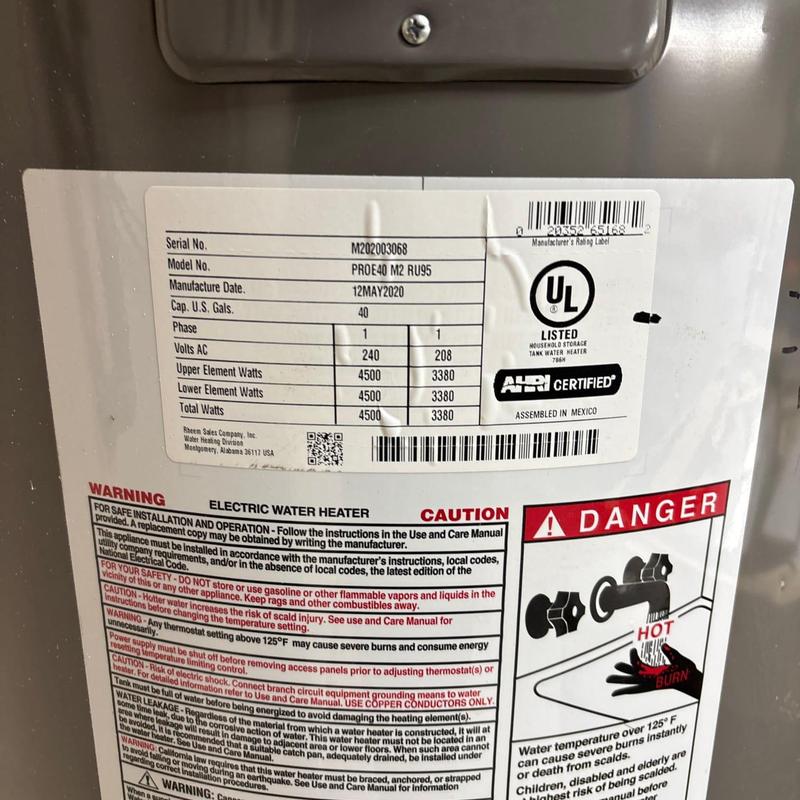 Serial No. M202003068
Model No. PROE40 M2 RU95
Manufacture Date. 12MAY2020
Cap. U.S. Gals. 40
Phase 1 1
Volts AC 240 208
Upper Element Watts 4500 3380
Lower Element Watts 4500 3380
Total Watts 4500 3380
Rheem Sales Company, Inc.
Water Heating Division
Montgomery, Alabama 36117 USA
0 20352 65168 2
Manufacturer's Rating Label
UL
®
LISTED
HOUSEHOLD STORAGE
TANK WATER HEATER
786H
AHRI CERTIFIED®
ASSEMBLED IN MEXICO
WARNING ELECTRIC WATER HEATER CAUTION
FOR SAFE INSTALLATION AND OPERATION - Follow the instructions in the Use and Care Manual
provided. A replacement copy may be obtained by writing the manufacturer.
This appliance must be installed in accordance with the manufacturer's instructions, local codes,
utility company requirements, and/or in the absence of local codes, the latest edition of the
National Electrical Code.
FOR YOUR SAFETY - DO NOT store or use gasoline or other flammable vapors and liquids in the
vicinity of this or any other appliance. Keep rags and other combustibles away.
CAUTION - Hotter water increases the risk of scald injury. See use and Care Manual for
instructions before changing the temperature setting.
WARNING - Any thermostat setting above 125°F may cause severe burns and consume energy
unnecessarily.
Power supply must be shut off before removing access panels prior to adjusting thermostat(s) or
resetting temperature limiting control.
CAUTION - Risk of electric shock. Connect branch circuit equipment grounding means to water
heater. For detailed information refer to Use and Care Manual. USE COPPER CONDUCTORS ONLY.
Tank must be full of water before being energized to avoid damaging the heating element(s).
WATER LEAKAGE - Regardless of the material from which a water heater is constructed, it will at
some time leak, due to the corrosive action of water. This water heater must not be located in an
area where leakage will result in damage to adjacent area or lower floors. When such area cannot
be avoided, it is recommended that a suitable catch pan, adequately drained, be installed under
the water heater. See Use and Care Manual.
WARNING: California law requires that this water heater must be braced, anchored, or strapped
to avoid falling or moving during an earthquake. See Use and Care Manual for information
regarding correct installation procedures.
WARNING:
DANGER
HOT
BURN
Water temperature over 125° F
can cause severe burns instantly
or death from scalds.
Children, disabled and elderly are
highest risk of being scalded.
manual before